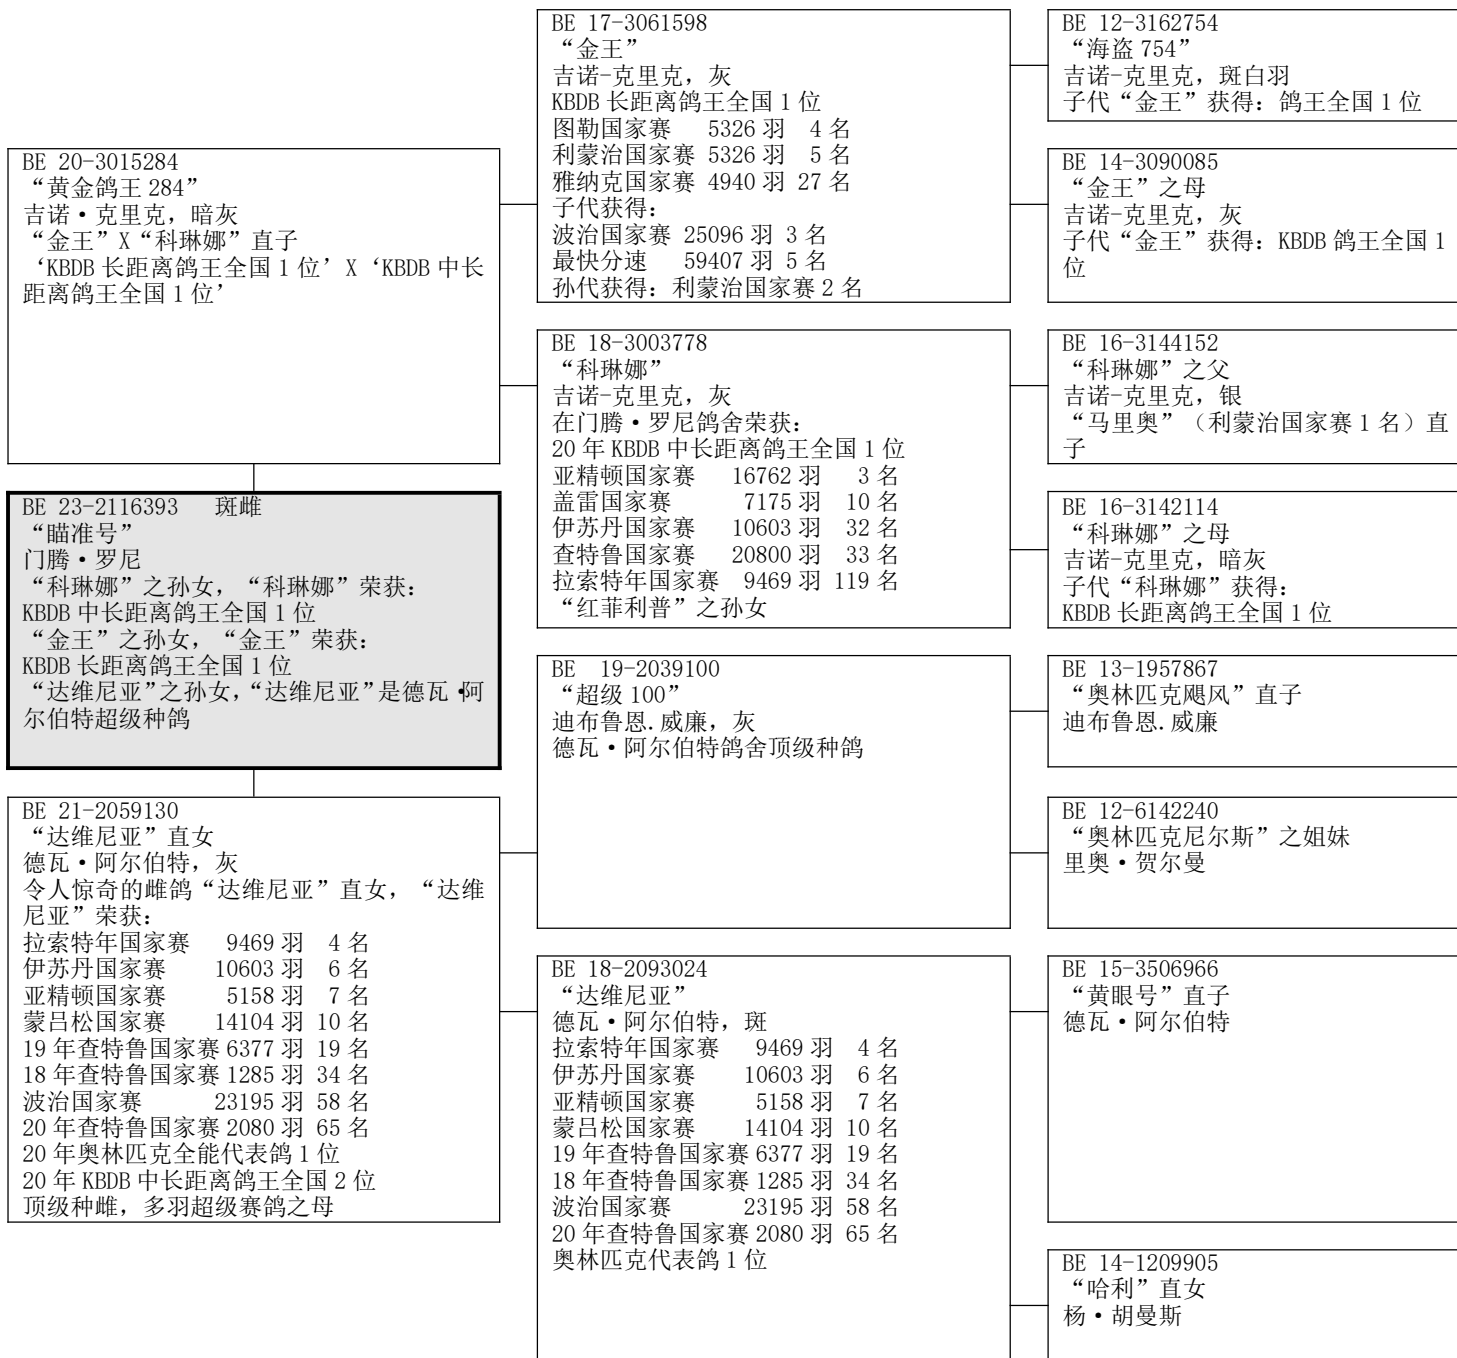 BE 20-3015284
“黄金鸽王 284”
吉诺•克里克，暗灰
“金王”X“科琳娜”直子
‘KBDB 长距离鸽王全国 1 位’X‘KBDB 中长
距离鸽王全国 1 位’
BE 23-2116393 斑雌
“瞄准号”
门腾•罗尼
“科琳娜”之孙女，“科琳娜”荣获：
KBDB 中长距离鸽王全国 1 位
“金王”之孙女，“金王”荣获：
KBDB 长距离鸽王全国 1 位
“达维尼亚”之孙女，“达维尼亚”是德瓦•阿
尔伯特超级种鸽
BE 21-2059130
“达维尼亚”直女
德瓦•阿尔伯特，灰
令人惊奇的雌鸽“达维尼亚”直女，“达维
尼亚”荣获：
拉索特年国家赛 9469 羽 4 名
伊苏丹国家赛 10603 羽 6 名
亚精顿国家赛 5158 羽 7 名
蒙吕松国家赛 14104 羽 10 名
19 年查特鲁国家赛 6377 羽 19 名
18 年查特鲁国家赛 1285 羽 34 名
波治国家赛 23195 羽 58 名
20 年查特鲁国家赛 2080 羽 65 名
20 年奥林匹克全能代表鸽 1 位
20 年 KBDB 中长距离鸽王全国 2 位
顶级种雌，多羽超级赛鸽之母
BE 17-3061598
“金王”
吉诺-克里克，灰
KBDB 长距离鸽王全国 1 位
图勒国家赛 5326 羽 4 名
利蒙治国家赛 5326 羽 5 名
雅纳克国家赛 4940 羽 27 名
子代获得：
波治国家赛 25096 羽 3 名
最快分速 59407 羽 5 名
孙代获得：利蒙治国家赛 2 名
BE 18-3003778
“科琳娜”
吉诺-克里克，灰
在门腾•罗尼鸽舍荣获：
20 年 KBDB 中长距离鸽王全国 1 位
亚精顿国家赛 16762 羽 3 名
盖雷国家赛 7175 羽 10 名
伊苏丹国家赛 10603 羽 32 名
查特鲁国家赛 20800 羽 33 名
拉索特年国家赛 9469 羽 119 名
“红菲利普”之孙女
BE 19-2039100
“超级 100”
迪布鲁恩.威廉，灰
德瓦•阿尔伯特鸽舍顶级种鸽
BE 18-2093024
“达维尼亚”
德瓦•阿尔伯特，斑
拉索特年国家赛 9469 羽 4 名
伊苏丹国家赛 10603 羽 6 名
亚精顿国家赛 5158 羽 7 名
蒙吕松国家赛 14104 羽 10 名
19 年查特鲁国家赛 6377 羽 19 名
18 年查特鲁国家赛 1285 羽 34 名
波治国家赛 23195 羽 58 名
20 年查特鲁国家赛 2080 羽 65 名
奥林匹克代表鸽 1 位
BE 12-3162754
“海盗 754”
吉诺-克里克，斑白羽
子代“金王”获得：鸽王全国 1 位
BE 14-3090085
“金王”之母
吉诺-克里克，灰
子代“金王”获得：KBDB 鸽王全国 1
位
BE 16-3144152
“科琳娜”之父
吉诺-克里克，银
“马里奥”（利蒙治国家赛 1 名）直
子
BE 16-3142114
“科琳娜”之母
吉诺-克里克，暗灰
子代“科琳娜”获得：
KBDB 长距离鸽王全国 1 位
BE 13-1957867
“奥林匹克飓风”直子
迪布鲁恩.威廉
BE 12-6142240
“奥林匹克尼尔斯”之姐妹
里奥•贺尔曼
BE 15-3506966
“黄眼号”直子
德瓦•阿尔伯特
BE 14-1209905
“哈利”直女
杨•胡曼斯